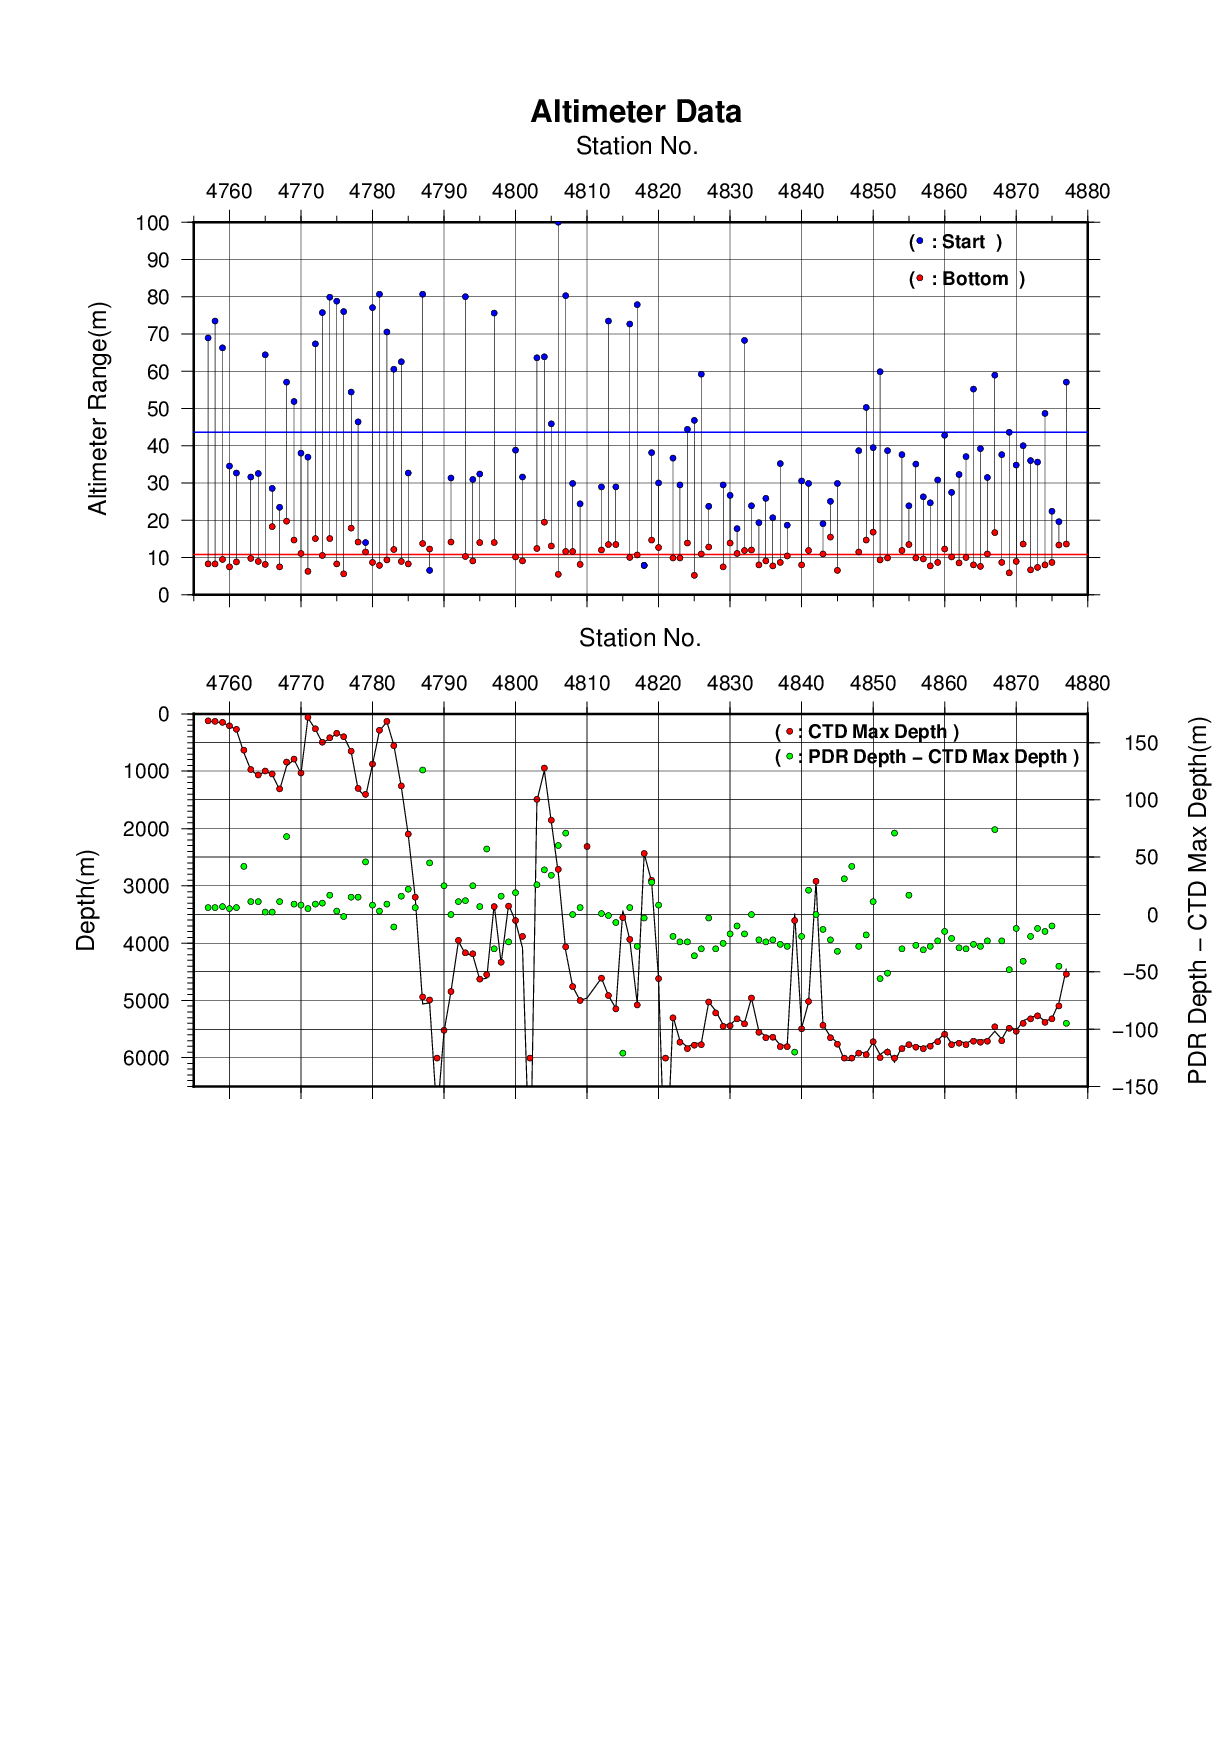 Altimeter Data
Station No.
4760 4770 4780 4790 4800 4810 4820 4830 4840 4850 4860 4870 4880
100
90
80
70
60
50
40
30
20
10
0
Altimeter Range(m)
( : Start )
( : Bottom )
Station No.
4760 4770 4780 4790 4800 4810 4820 4830 4840 4850 4860 4870 4880
0
1000
2000
3000
4000
5000
6000
Depth(m)
( : CTD Max Depth )
( : PDR Depth − CTD Max Depth )
150
100
50
0
−50
−100
−150
PDR Depth − CTD Max Depth(m)